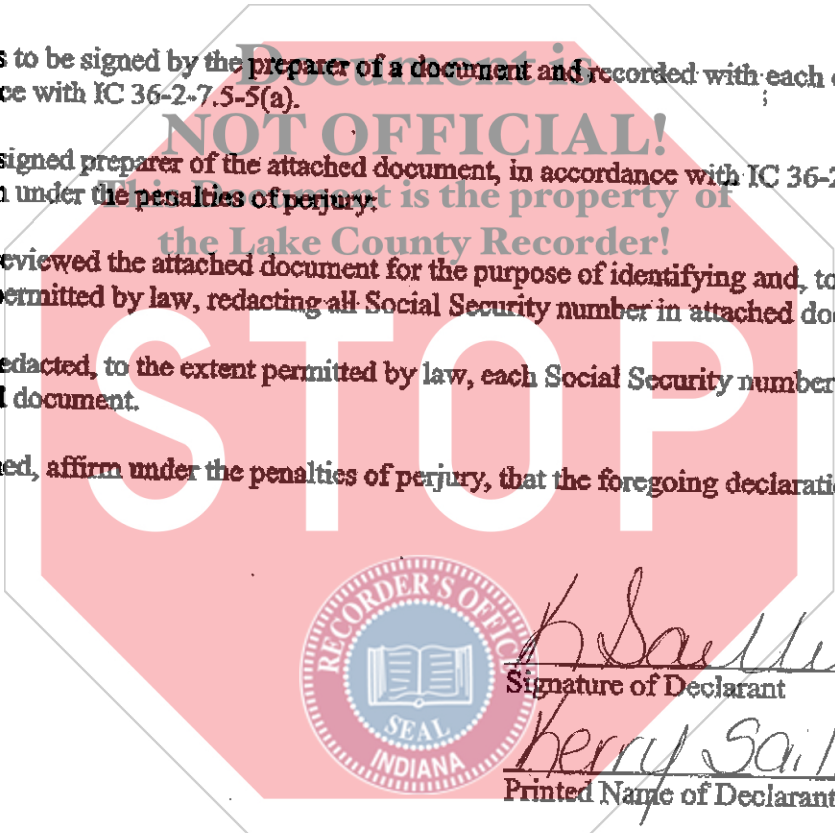 Document is
s to be signed by the preparer of a document and recorded with each
ce with IC 36-2-7.5-5(a).
NOT OFFICIAL!
signed preparer of the attached document, in accordance with IC 36-2
n under the penalties of perjury:
This document is the property of
the Lake County Recorder!
eviewed the attached document for the purpose of identifying and, to
ermitted by law, redacting all Social Security number in attached do
STOP
edacted, to the extent permitted by law, each Social Security number
d document.
ed, affirm under the penalties of perjury, that the foregoing declarati
RECORDER'S OFFIC
SEAL
INDIANA
Signature of Declarant
Kerry Sail
Printed Name of Declarant